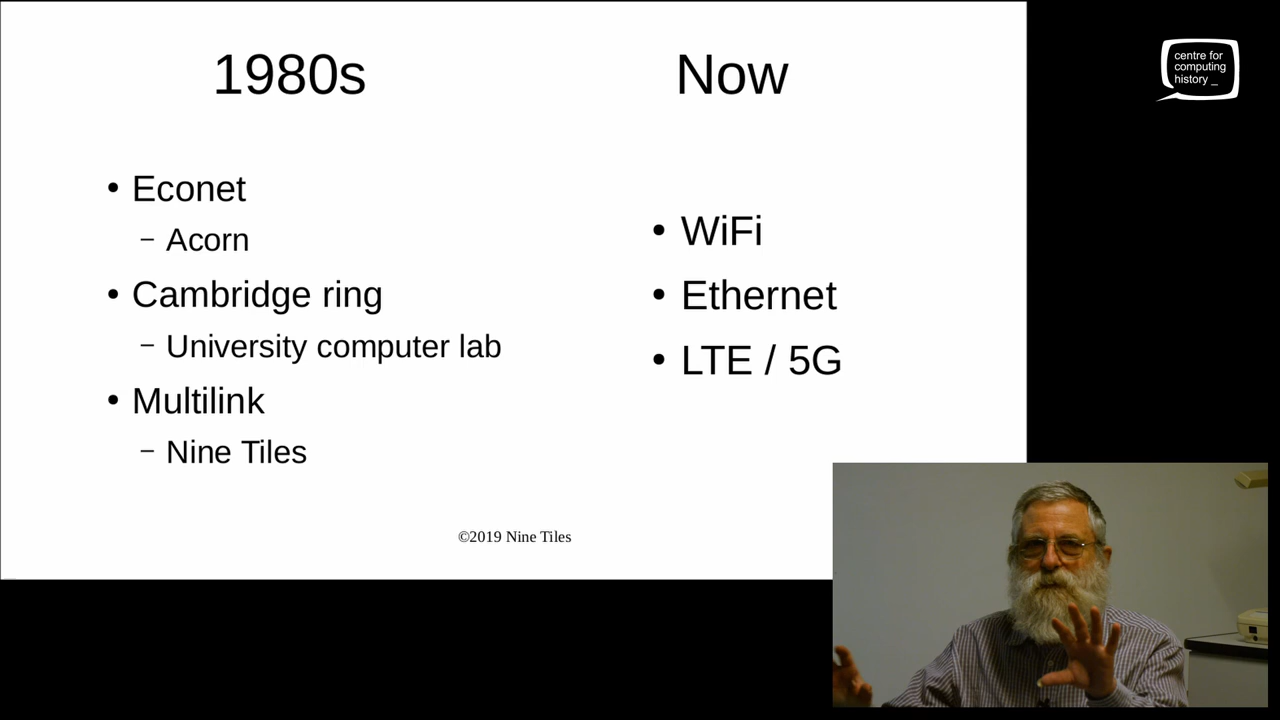 1980s
Now
• Econet
– Acorn
• Cambridge ring
– University computer lab
• Multilink
– Nine Tiles
• WiFi
• Ethernet
• LTE / 5G
©2019 Nine Tiles
centre for
computing
history _